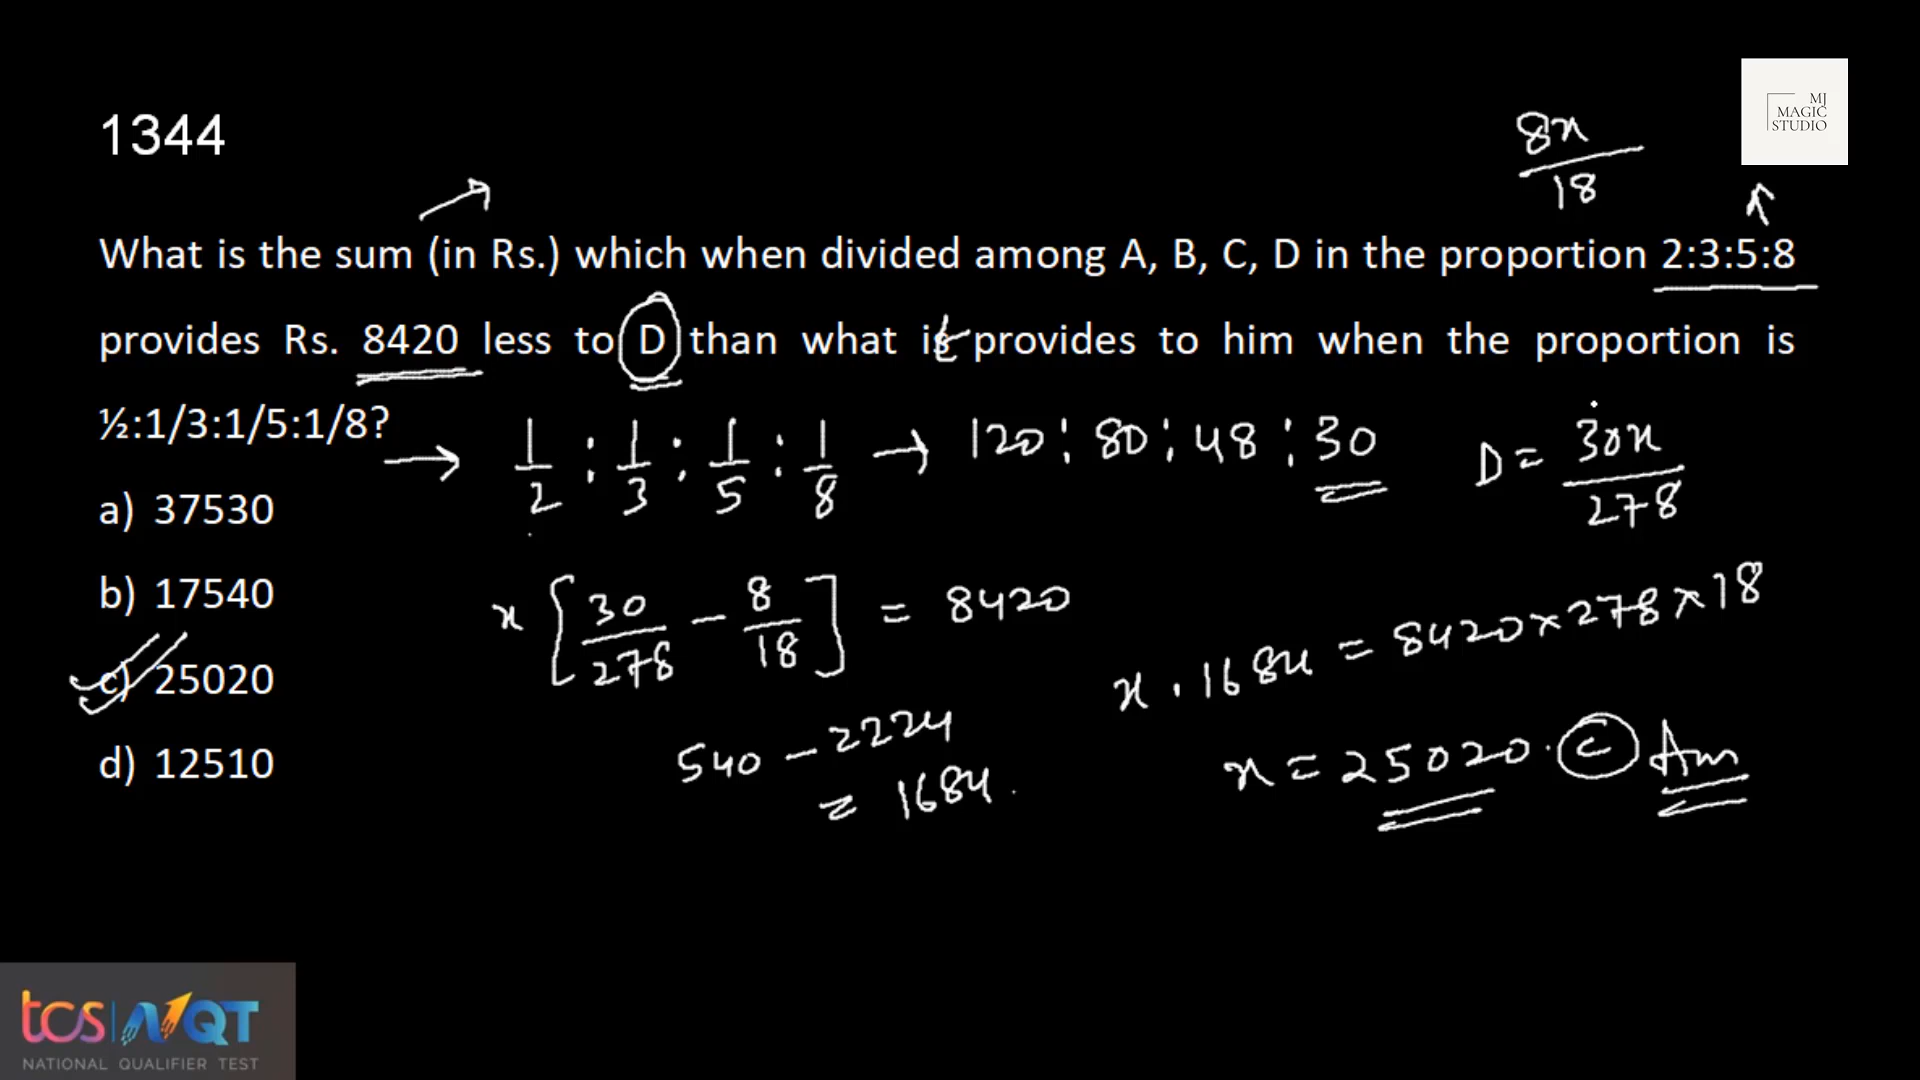 1344
MJ
MAGIC
STUDIO
8x/18
What is the sum (in Rs.) which when divided among A, B, C, D in the proportion 2:3:5:8
provides Rs. 8420 less to D than what it provides to him when the proportion is
½:1/3:1/5:1/8?
→ 1/2 : 1/3 : 1/5 : 1/8 → 120 : 80 : 48 : 30
D = 30x/278
a) 37530
b) 17540
c) 25020
d) 12510
x [30/278 - 8/18] = 8420
540 - 2224
= 1684
x . 1684 = 8420 x 278 x 18
x = 25020 . C Ans
tcs | NQT
NATIONAL QUALIFIER TEST